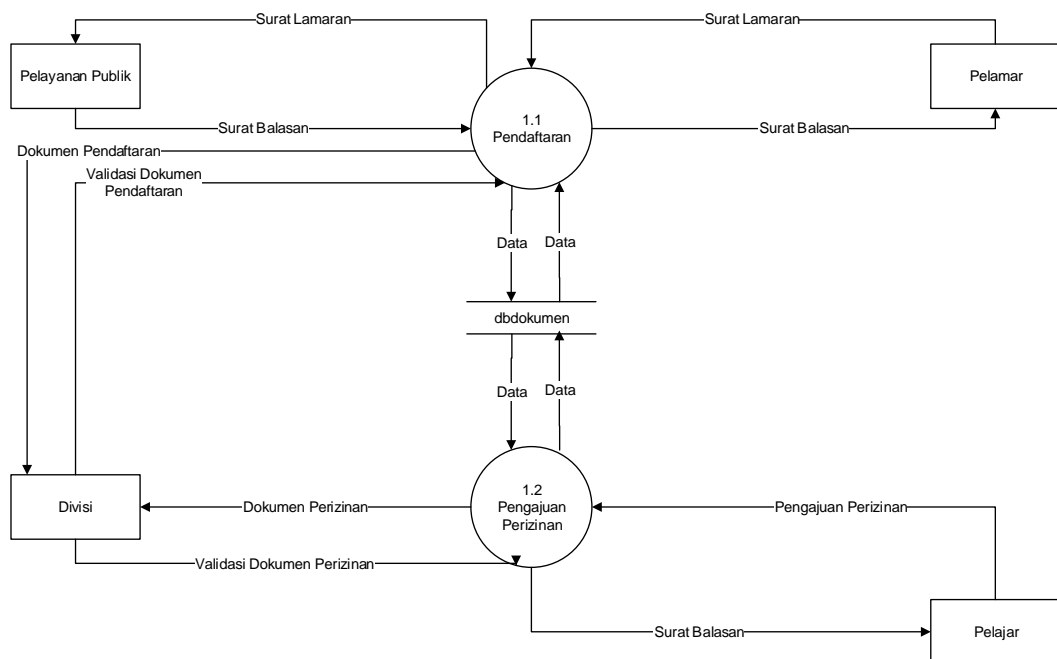 Surat Lamaran
Surat Lamaran
Pelayanan Publik
Pelamar
1.1
Pendaftaran
Surat Balasan
Surat Balasan
Dokumen Pendaftaran
Validasi Dokumen
Pendaftaran
Data
Data
dbdokumen
Data
Data
1.2
Pengajuan
Perizinan
Divisi
Dokumen Perizinan
Pengajuan Perizinan
Validasi Dokumen Perizinan
Surat Balasan
Pelajar